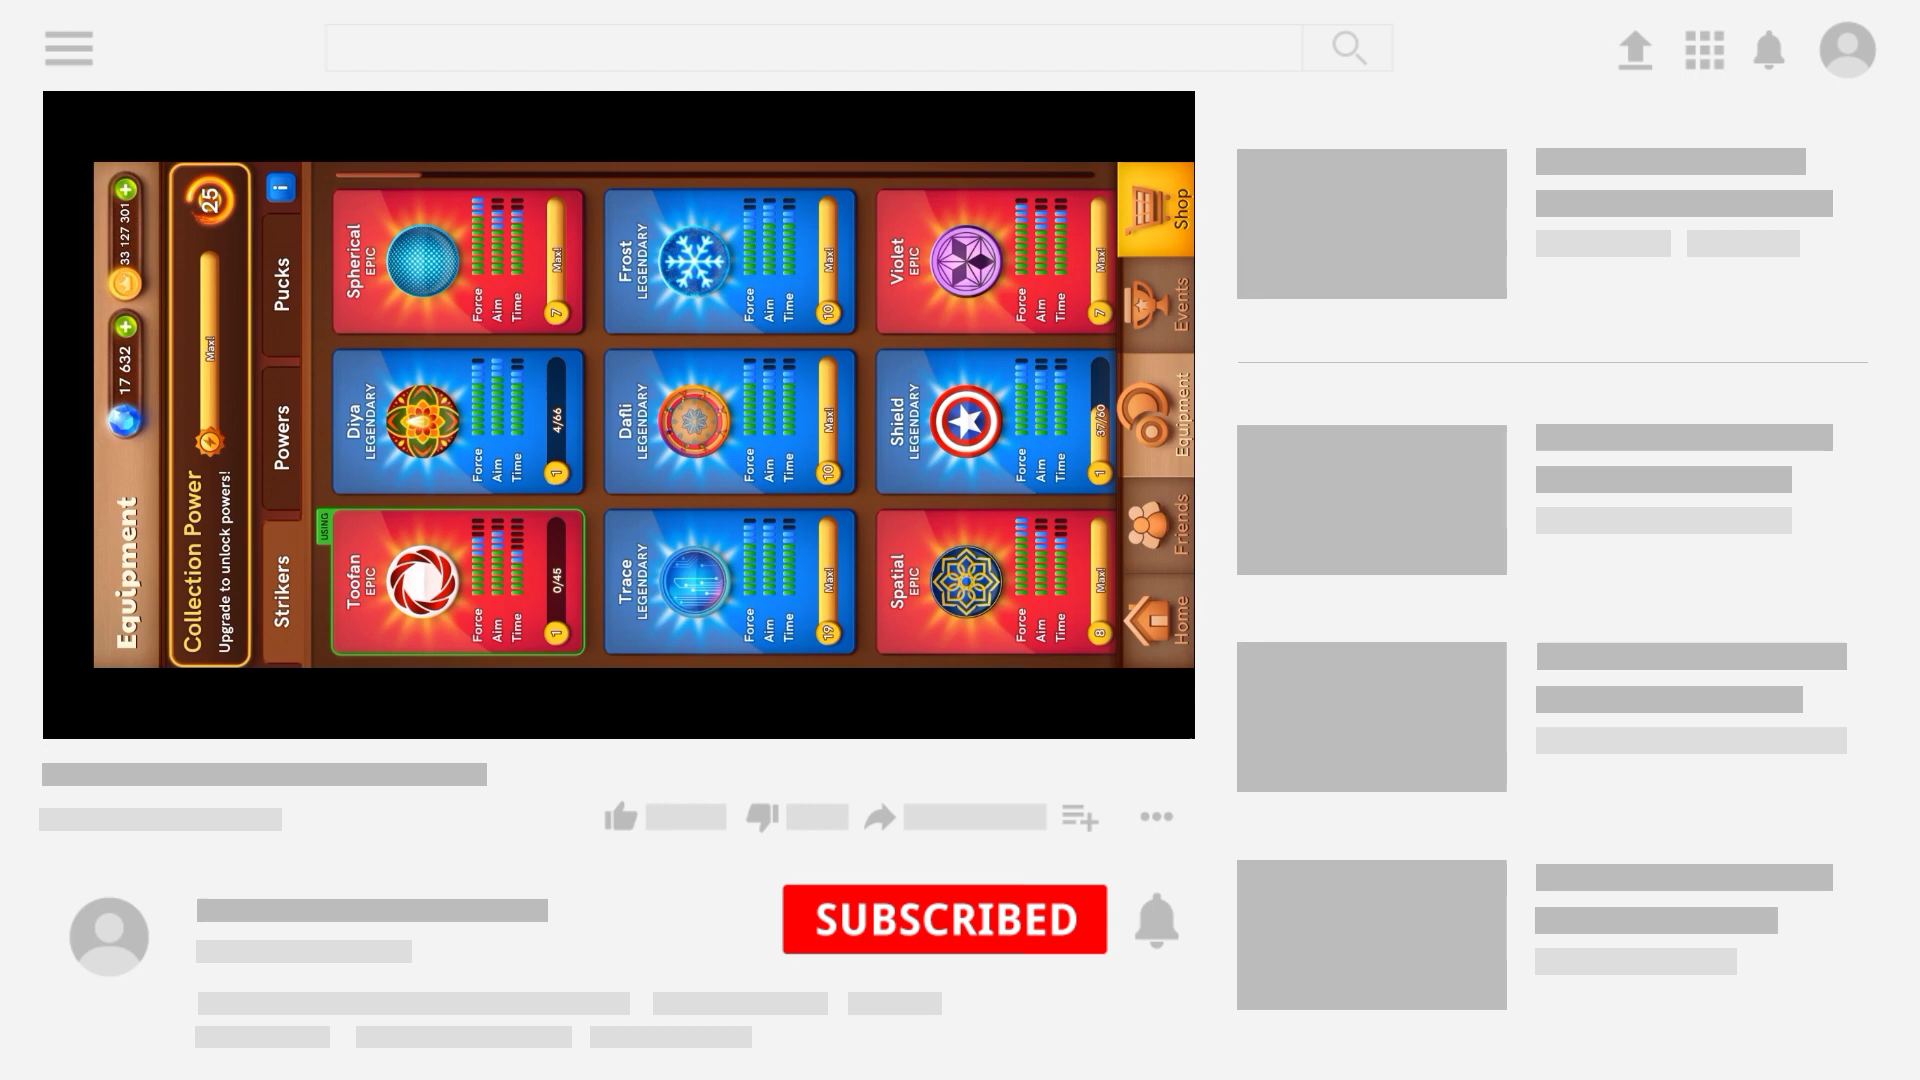 Equipment
17 632
33 127 301
Collection Power
Upgrade to unlock powers!
Max!
25
Strikers
Powers
Pucks
i
USING
Toofan
EPIC
Force
Aim
Time
1
0/45
Diya
LEGENDARY
Force
Aim
Time
1
4/66
Spherical
EPIC
Force
Aim
Time
7
Max!
Trace
LEGENDARY
Force
Aim
Time
19
Max!
Dafli
LEGENDARY
Force
Aim
Time
10
Max!
Frost
LEGENDARY
Force
Aim
Time
10
Max!
Spatial
EPIC
Force
Aim
Time
8
Max!
Shield
LEGENDARY
Force
Aim
Time
1
37/60
Violet
EPIC
Force
Aim
Time
7
Max!
Home
Friends
Equipment
Events
Shop
SUBSCRIBED